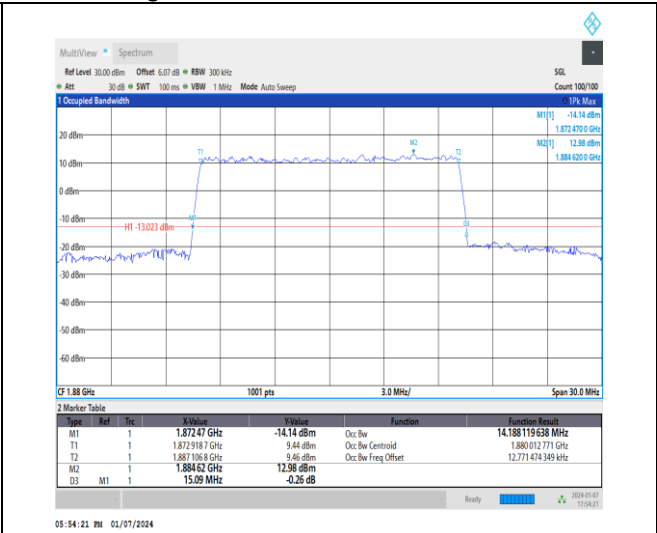 MultiView Spectrum
Ref Level 30.00 dBm Offset 6.07 dB RBW 300 kHz SGL
Att 30 dB SWT 100 ms VBW 1 MHz Mode Auto Sweep Count 100/100
1 Occupied Bandwidth 1Pk Max
M1[1] -14.14 dBm
1.872 470 0 GHz
M2[1] 12.98 dBm
1.884 620 0 GHz
20 dBm
M2
T1 T2
10 dBm
0 dBm
-10 dBm
M1
H1 -13.023 dBm
D3
-20 dBm
-30 dBm
-40 dBm
-50 dBm
-60 dBm
CF 1.88 GHz 1001 pts 3.0 MHz/ Span 30.0 MHz
2 Marker Table
Type Ref Trc X-Value Y-Value Function Function Result
M1 1 1.872 47 GHz -14.14 dBm Occ Bw 14.188 119 638 MHz
T1 1 1.872 918 7 GHz 9.44 dBm Occ Bw Centroid 1.880 012 771 GHz
T2 1 1.887 106 8 GHz 9.46 dBm Occ Bw Freq Offset 12.771 474 349 kHz
M2 1 1.884 62 GHz 12.98 dBm
D3 M1 1 15.09 MHz -0.26 dB
Ready 2024-01-07
17:54:21
05:54:21 PM 01/07/2024